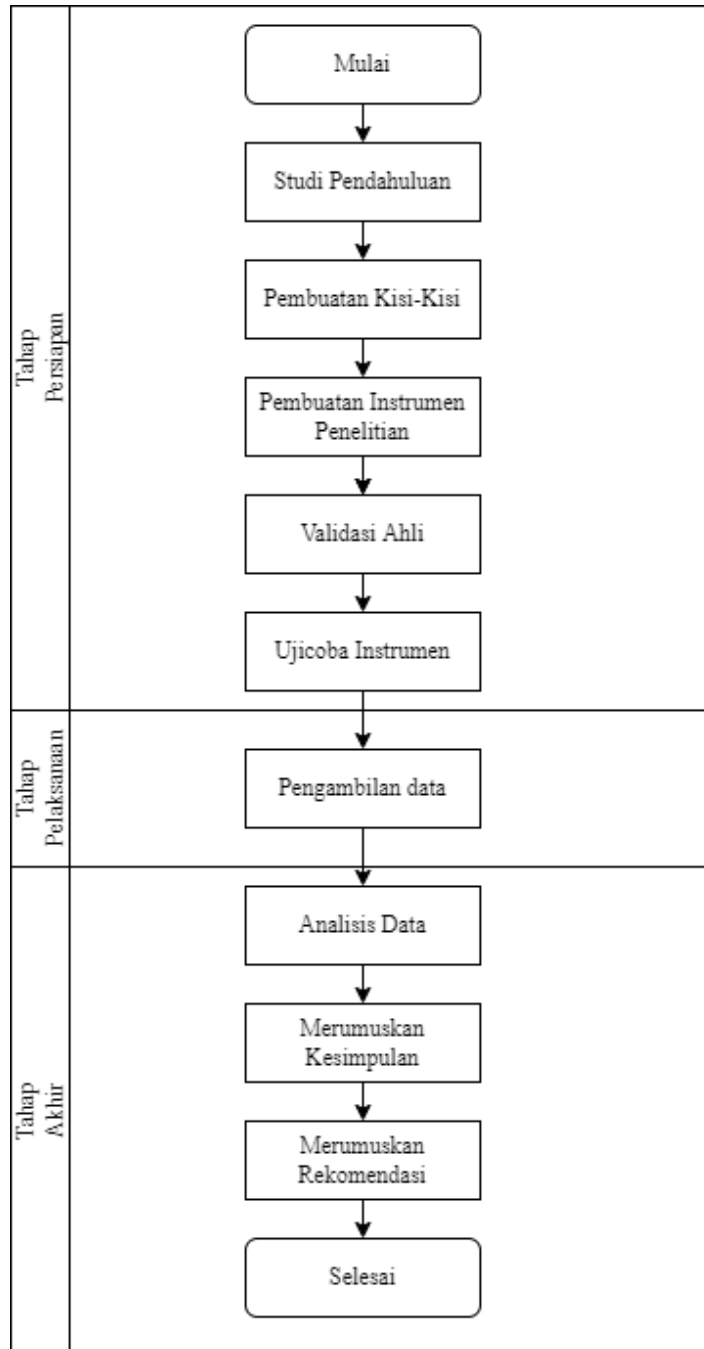 Tahap
Persiapan
Mulai
Studi Pendahuluan
Pembuatan Kisi-Kisi
Pembuatan Instrumen
Penelitian
Validasi Ahli
Ujicoba Instrumen
Tahap
Pelaksanaan
Pengambilan data
Tahap
Akhir
Analisis Data
Merumuskan
Kesimpulan
Merumuskan
Rekomendasi
Selesai